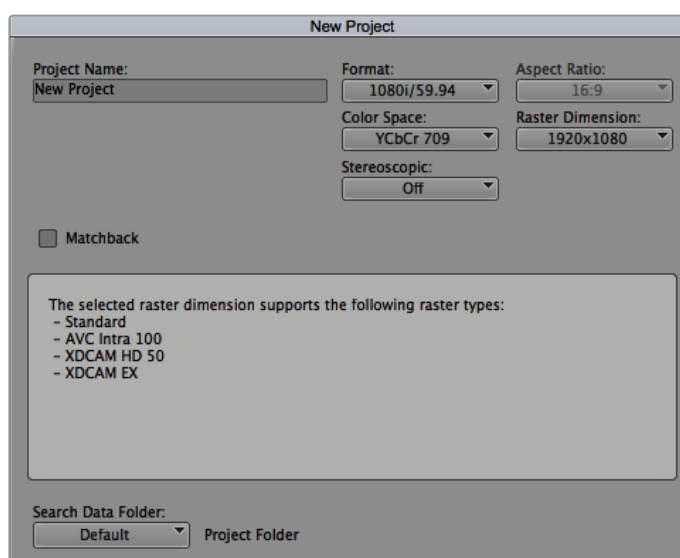 New Project
Project Name:
New Project
Format:
1080i/59.94
Aspect Ratio:
16:9
Color Space:
YCbCr 709
Raster Dimension:
1920x1080
Stereoscopic:
Off
Matchback
The selected raster dimension supports the following raster types:
– Standard
– AVC Intra 100
– XDCAM HD 50
– XDCAM EX
Search Data Folder:
Default
Project Folder